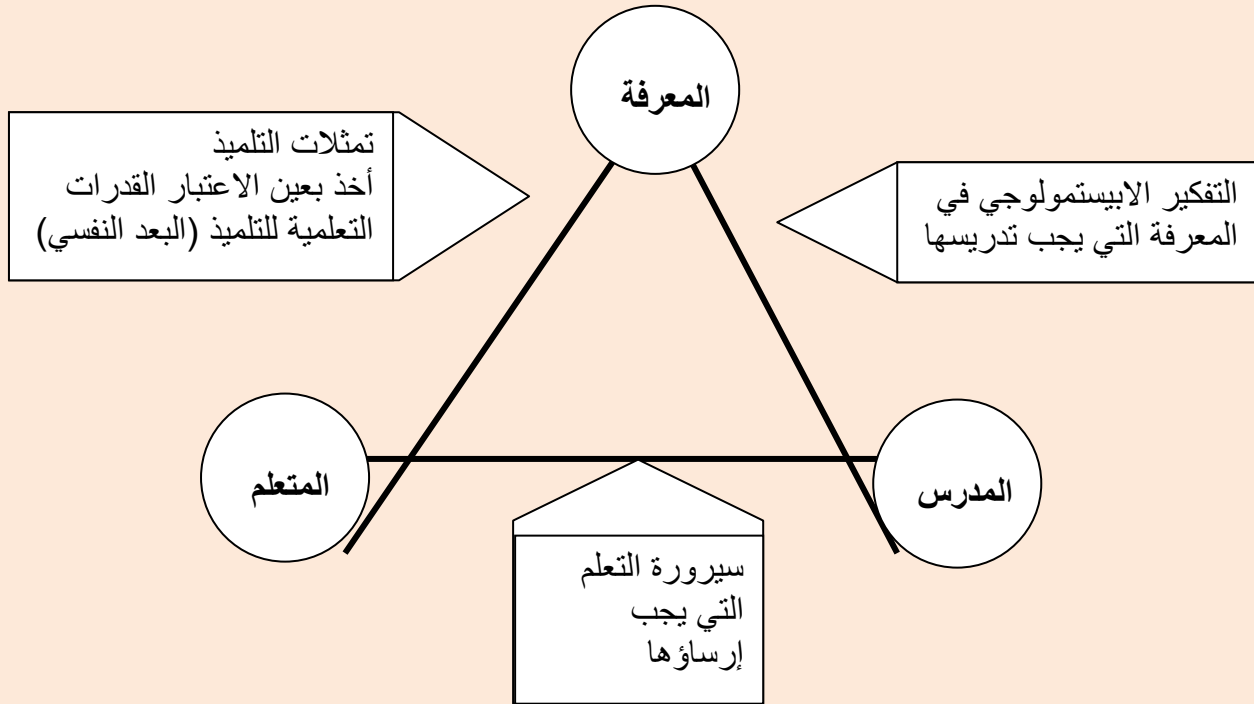 المعرفة
تمثلات التلميذ
أخذ بعين الاعتبار القدرات
التعلمية للتلميذ (البعد النفسي)
التفكير الابيستمولوجي في
المعرفة التي يجب تدريسها
المدرس
المتعلم
سيرورة التعلم
التي يجب
إرساؤها